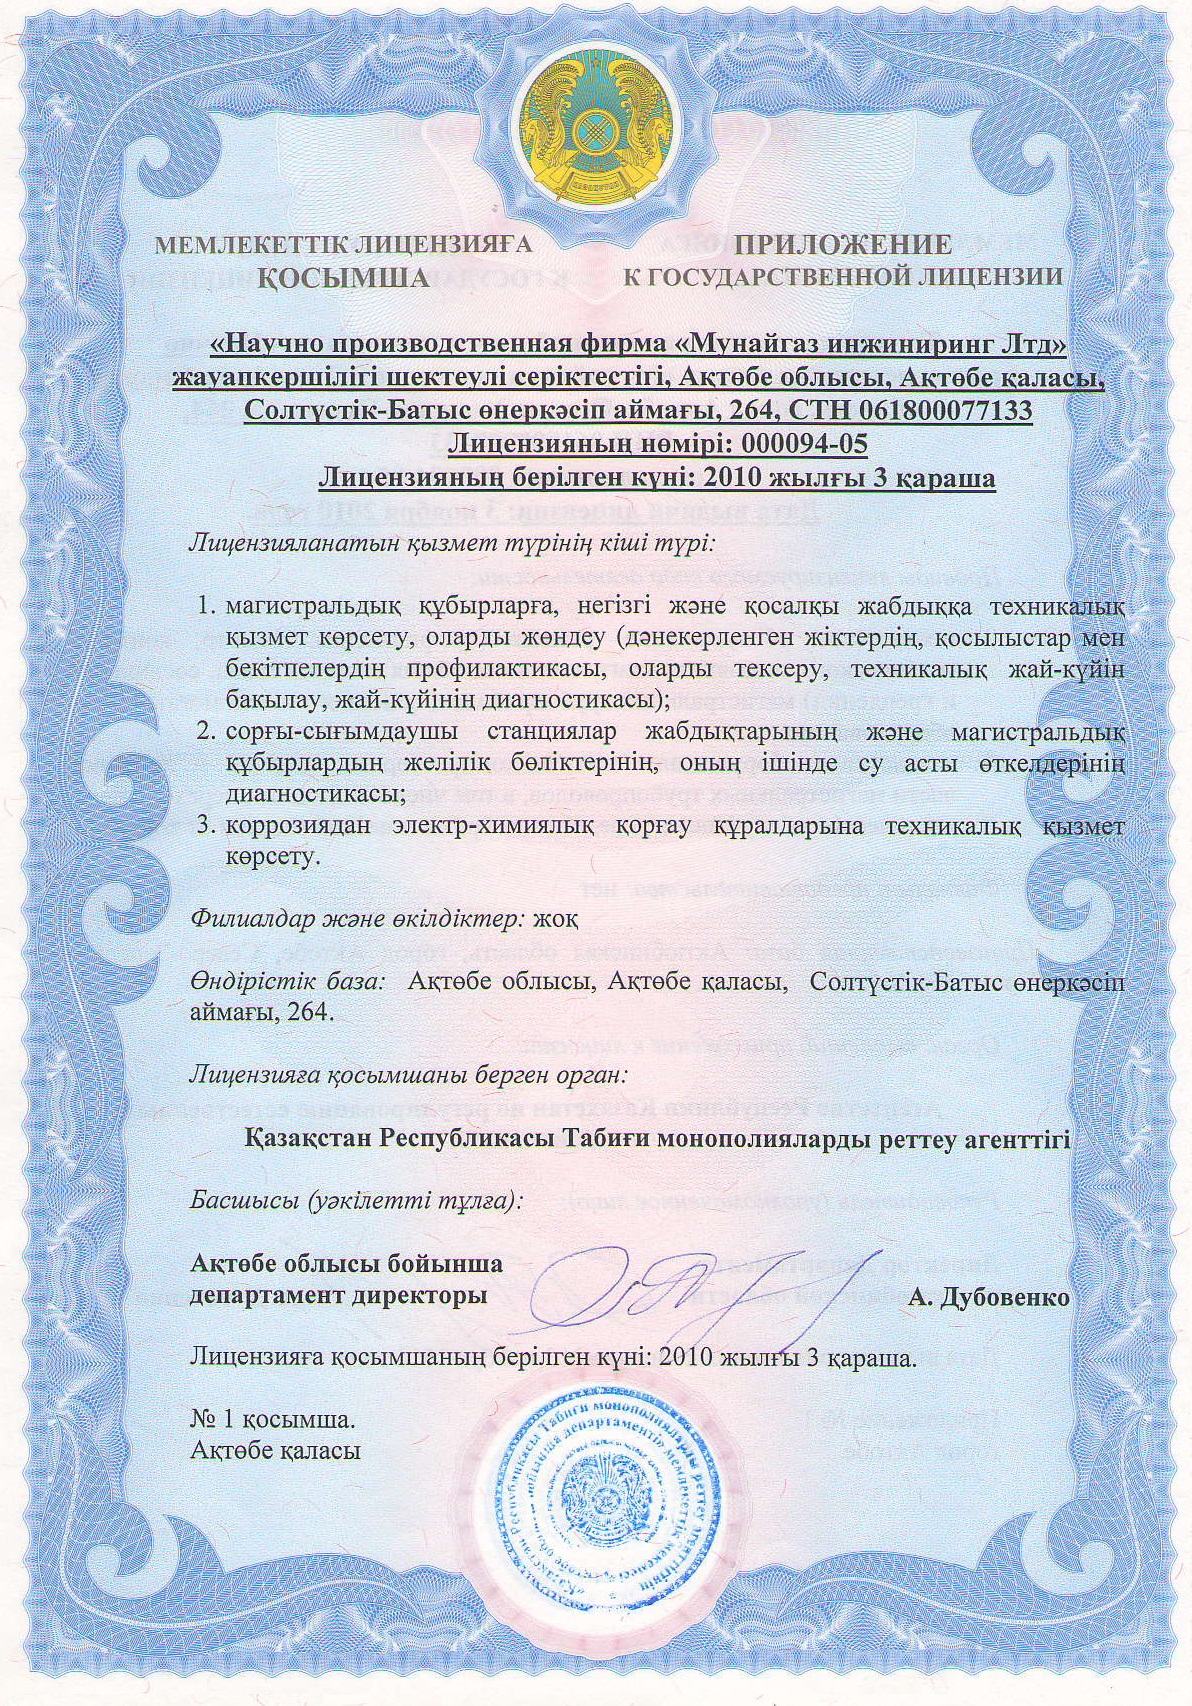 МЕМЛЕКЕТТІК ЛИЦЕНЗИЯҒА
ҚОСЫМША
ПРИЛОЖЕНИЕ
К ГОСУДАРСТВЕННОЙ ЛИЦЕНЗИИ
«Научно производственная фирма «Мунайгаз инжиниринг Лтд»
жауапкершілігі шектеулі серіктестігі, Ақтөбе облысы, Ақтөбе қаласы,
Солтүстік-Батыс өнеркәсіп аймағы, 264, СТН 061800077133
Лицензияның нөмірі: 000094-05
Лицензияның берілген күні: 2010 жылғы 3 қараша
Лицензияланатын қызмет түрінің кіші түрі:
1. магистральдық құбырларға, негізгі және қосалқы жабдыққа техникалық
қызмет көрсету, оларды жөндеу (дәнекерленген жіктердің, қосылыстар мен
бекітпелердің профилактикасы, оларды тексеру, техникалық жай-күйін
бақылау, жай-күйінің диагностикасы);
2. сорғы-сығымдаушы станциялар жабдықтарының және магистральдық
құбырлардың желілік бөліктерінің, оның ішінде су асты өткелдерінің
диагностикасы;
3. коррозиядан электр-химиялық қорғау құралдарына техникалық қызмет
көрсету.
Филиалдар және өкілдіктер: жоқ
Өндірістік база: Ақтөбе облысы, Ақтөбе қаласы, Солтүстік-Батыс өнеркәсіп
аймағы, 264.
Лицензияға қосымшаны берген орган:
Қазақстан Республикасы Табиғи монополияларды реттеу агенттігі
Басшысы (уәкілетті тұлға):
Ақтөбе облысы бойынша
департамент директоры
А. Дубовенко
Лицензияға қосымшаның берілген күні: 2010 жылғы 3 қараша.
№ 1 қосымша.
Ақтөбе қаласы